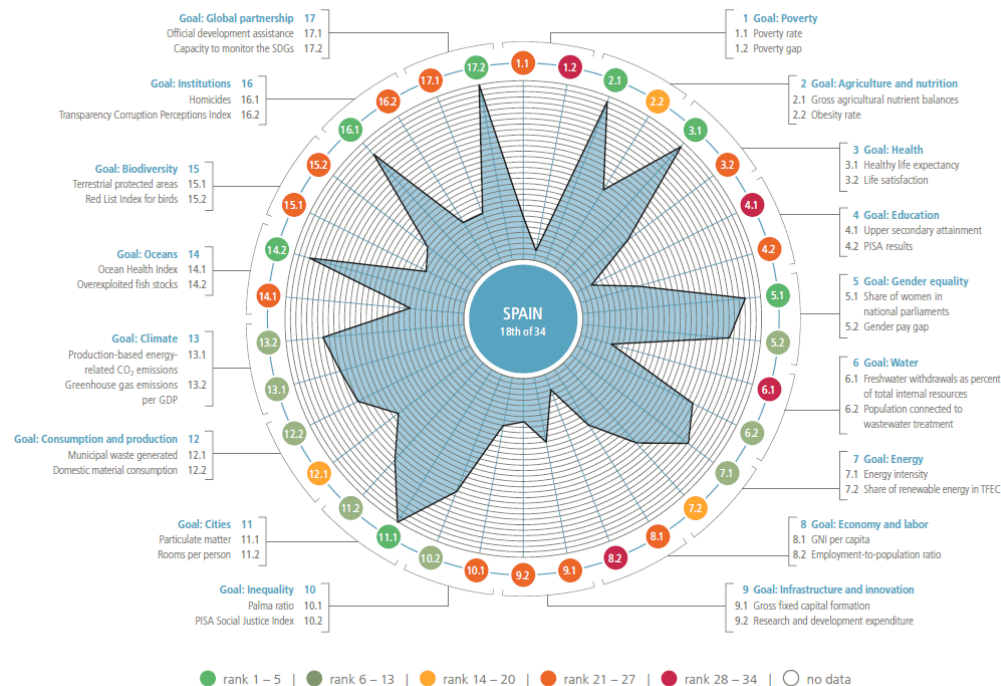 Goal: Global partnership 17
Official development assistance 17.1
Capacity to monitor the SDGs 17.2
Goal: Institutions 16
Homicides 16.1
Transparency Corruption Perceptions Index 16.2
Goal: Biodiversity 15
Terrestrial protected areas 15.1
Red List Index for birds 15.2
Goal: Oceans 14
Ocean Health Index 14.1
Overexploited fish stocks 14.2
Goal: Climate 13
Production-based energy- 13.1
related CO₂ emissions
Greenhouse gas emissions 13.2
per GDP
Goal: Consumption and production 12
Municipal waste generated 12.1
Domestic material consumption 12.2
Goal: Cities 11
Particulate matter 11.1
Rooms per person 11.2
Goal: Inequality 10
Palma ratio 10.1
PISA Social Justice Index 10.2
1 Goal: Poverty
1.1 Poverty rate
1.2 Poverty gap
2 Goal: Agriculture and nutrition
2.1 Gross agricultural nutrient balances
2.2 Obesity rate
3 Goal: Health
3.1 Healthy life expectancy
3.2 Life satisfaction
4 Goal: Education
4.1 Upper secondary attainment
4.2 PISA results
5 Goal: Gender equality
5.1 Share of women in
national parliaments
5.2 Gender pay gap
6 Goal: Water
6.1 Freshwater withdrawals as percent
of total internal resources
6.2 Population connected to
wastewater treatment
7 Goal: Energy
7.1 Energy intensity
7.2 Share of renewable energy in TFEC
8 Goal: Economy and labor
8.1 GNI per capita
8.2 Employment-to-population ratio
9 Goal: Infrastructure and innovation
9.1 Gross fixed capital formation
9.2 Research and development expenditure
1.1
1.2
2.1
2.2
3.1
3.2
4.1
4.2
5.1
5.2
6.1
6.2
7.1
7.2
8.1
8.2
9.1
9.2
10.1
10.2
11.1
11.2
12.1
12.2
13.1
13.2
14.1
14.2
15.1
15.2
16.1
16.2
17.1
17.2
SPAIN
18th of 34
rank 1 – 5 | rank 6 – 13 | rank 14 – 20 | rank 21 – 27 | rank 28 – 34 | no data